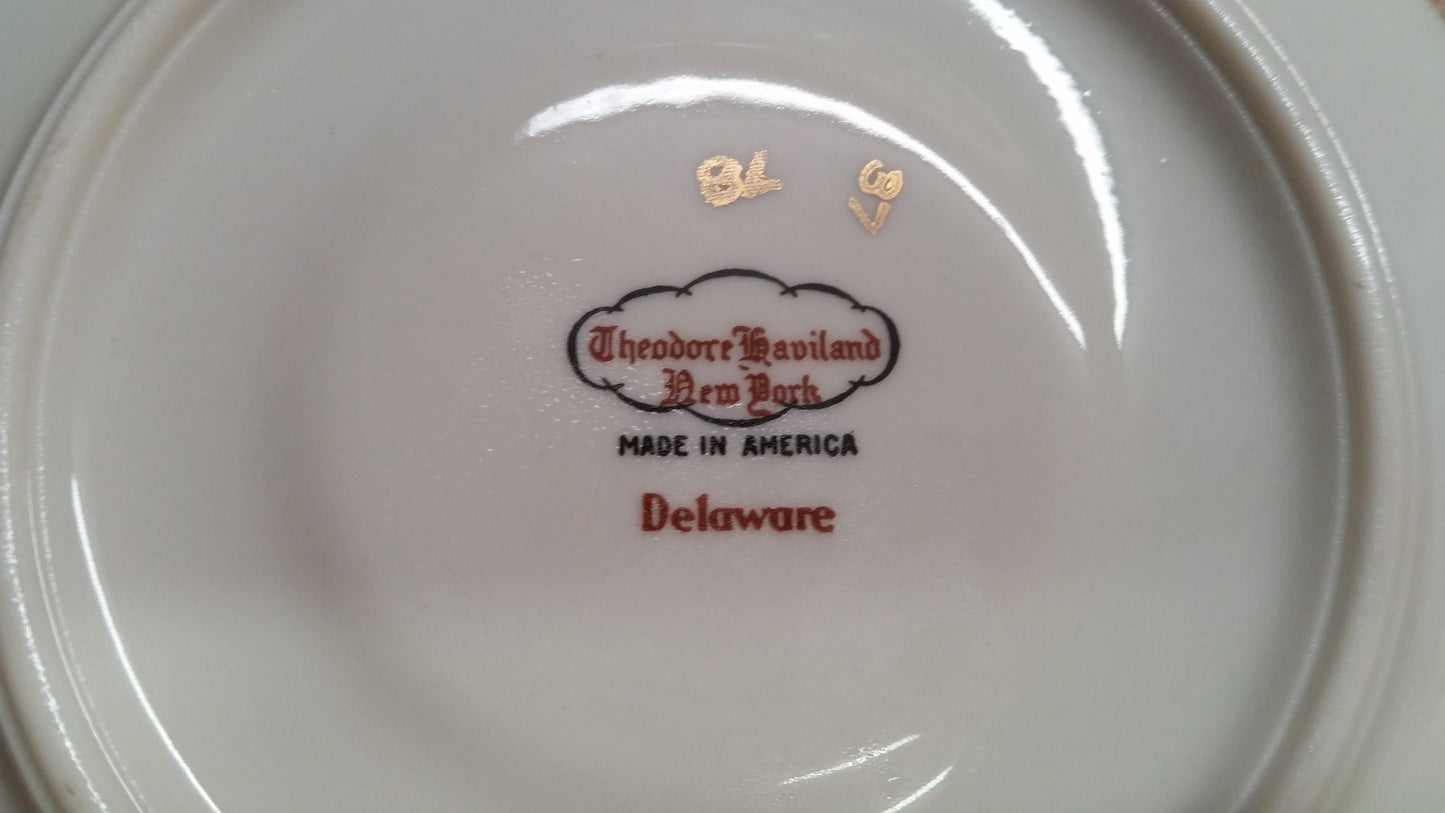 Theodore Haviland
New York
MADE IN AMERICA
Delaware